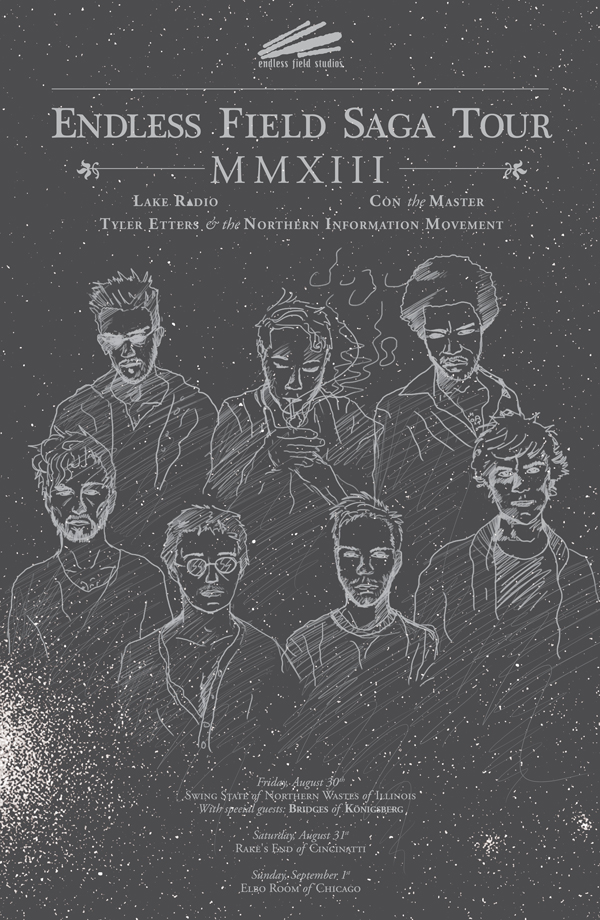 endless field studios
ENDLESS FIELD SAGA TOUR
MMXIII
LAKE RADIO
CON the MASTER
TYLER ETTERS & the NORTHERN INFORMATION MOVEMENT
Friday, August 30th
SWING STATE of NORTHERN WASTES of ILLINOIS
With special guests: BRIDGES of KÖNIGSBERG
Saturday, August 31st
RAKE'S END of CINCINATTI
Sunday, September 1st
ELBO ROOM of CHICAGO